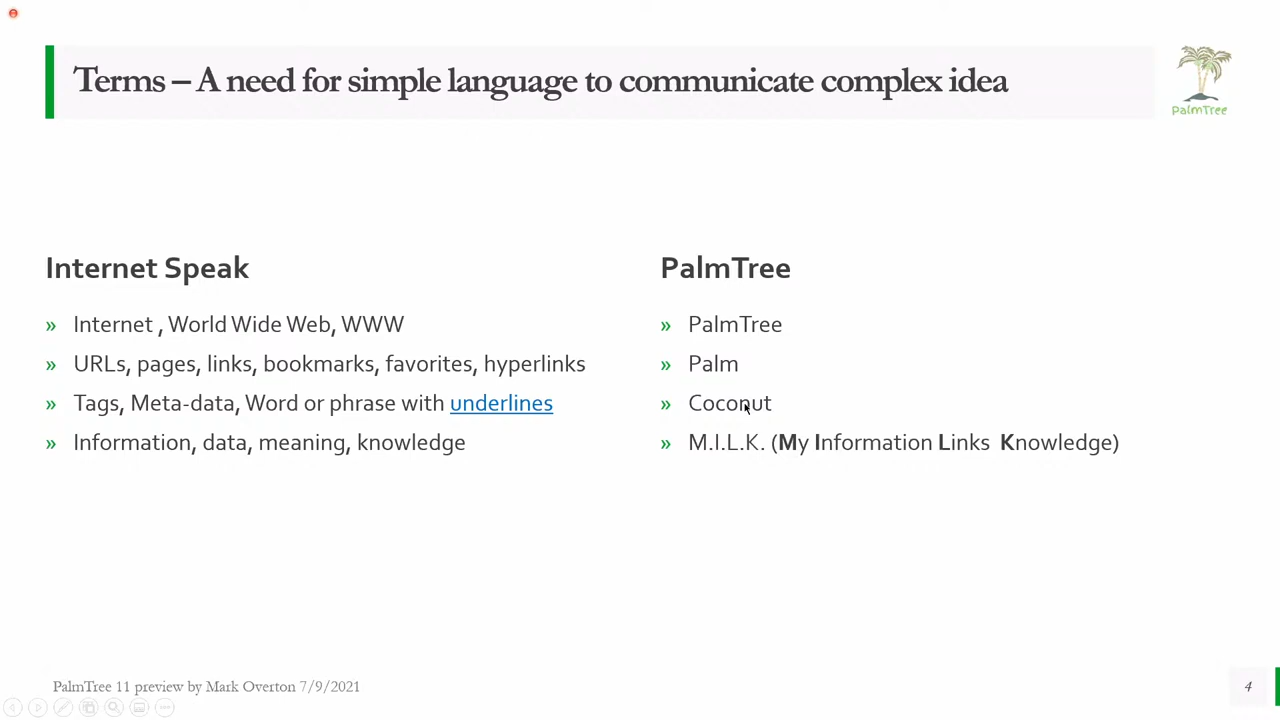 Terms – A need for simple language to communicate complex idea
PalmTree
Internet Speak
» Internet , World Wide Web, WWW
» URLs, pages, links, bookmarks, favorites, hyperlinks
» Tags, Meta-data, Word or phrase with underlines
» Information, data, meaning, knowledge
PalmTree
» PalmTree
» Palm
» Coconut
» M.I.L.K. (My Information Links Knowledge)
PalmTree 11 preview by Mark Overton 7/9/2021
4